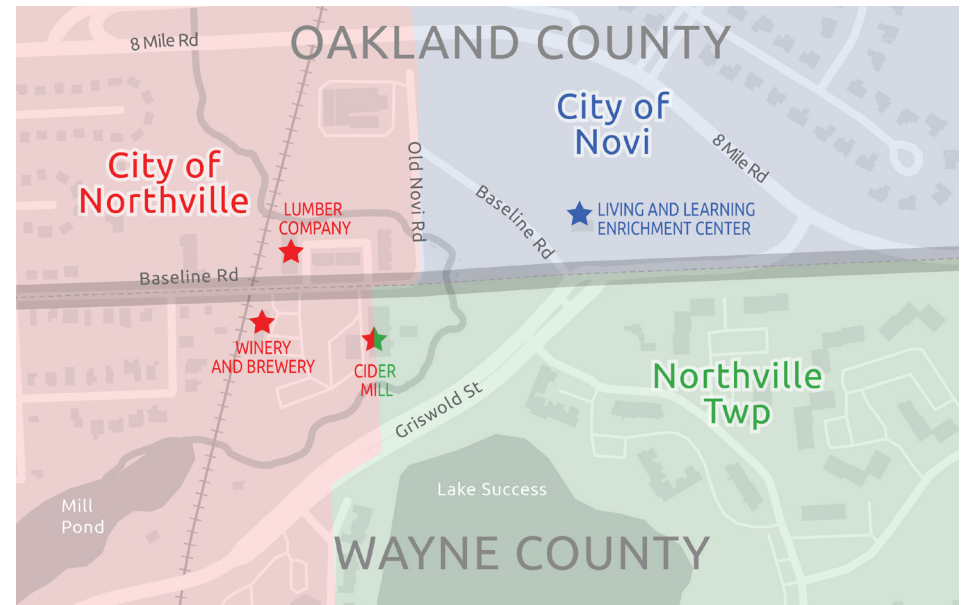 OAKLAND COUNTY
8 Mile Rd
City of
Novi
8 Mile Rd
City of
Northville
Old Novi Rd
Baseline Rd
LUMBER
COMPANY
LIVING AND LEARNING
ENRICHMENT CENTER
Baseline Rd
WINERY
AND BREWERY
CIDER
MILL
Northville
Twp
Griswold St
Lake Success
Mill
Pond
WAYNE COUNTY